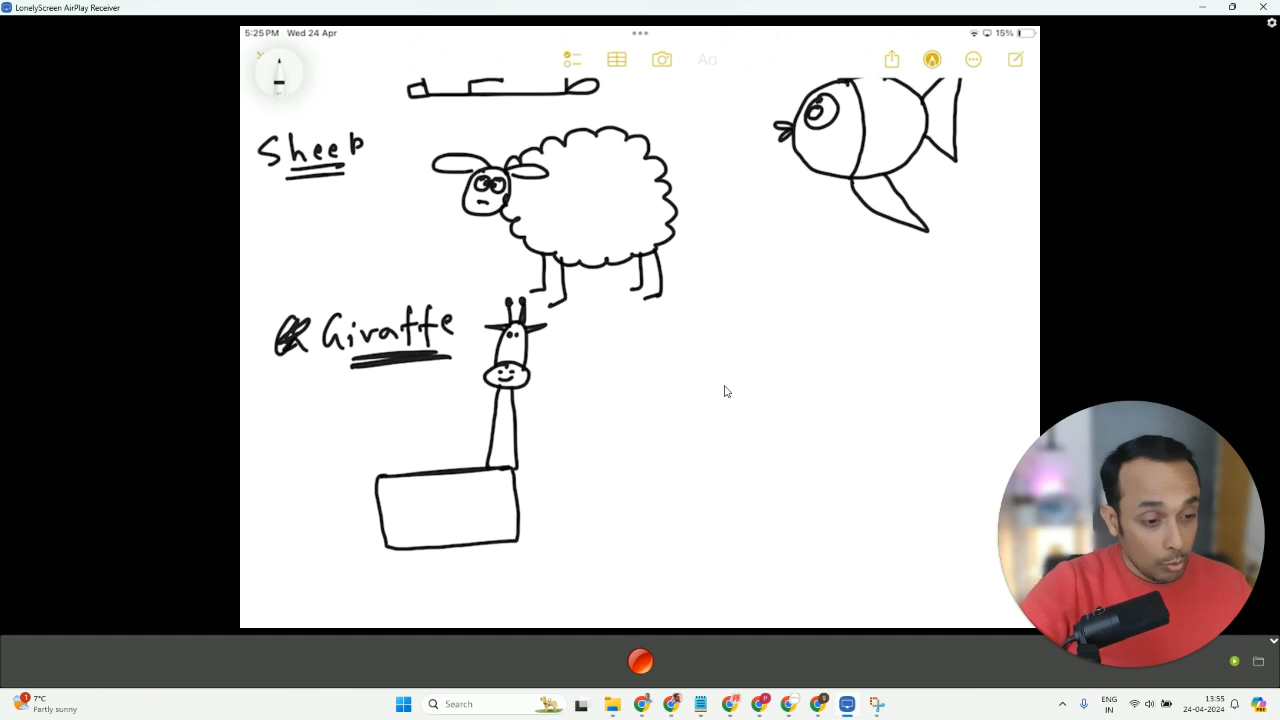 LonelyScreen AirPlay Receiver
5:25 PM Wed 24 Apr
15%
Aa
Sheep
Giraffe
7°C
Partly sunny
1
Search
ENG
IN
13:55
24-04-2024